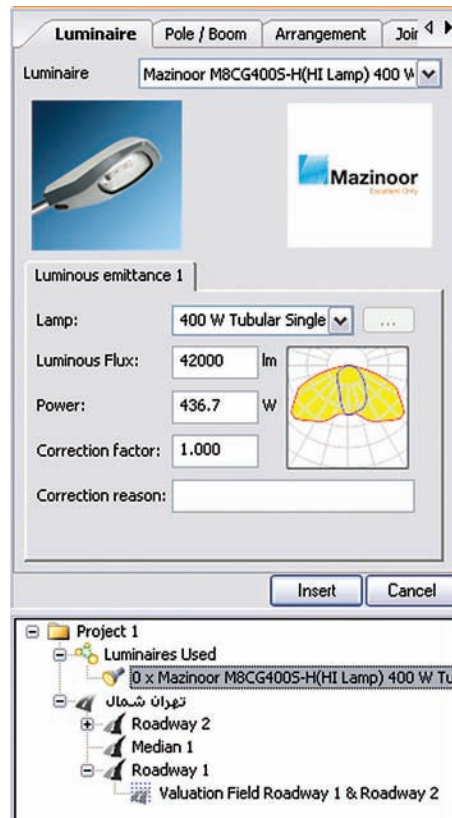 Luminaire Pole / Boom Arrangement Join
Luminaire Mazinoor M8CG400S-H(HI Lamp) 400 W
Mazinoor
Excellent Only
Luminous emittance 1
Lamp: 400 W Tubular Single ...
Luminous Flux: 42000 lm
Power: 436.7 W
Correction factor: 1.000
Correction reason:
Insert Cancel
Project 1
Luminaires Used
0 x Mazinoor M8CG400S-H(HI Lamp) 400 W Tu
تهران شمال
Roadway 2
Median 1
Roadway 1
Valuation Field Roadway 1 & Roadway 2